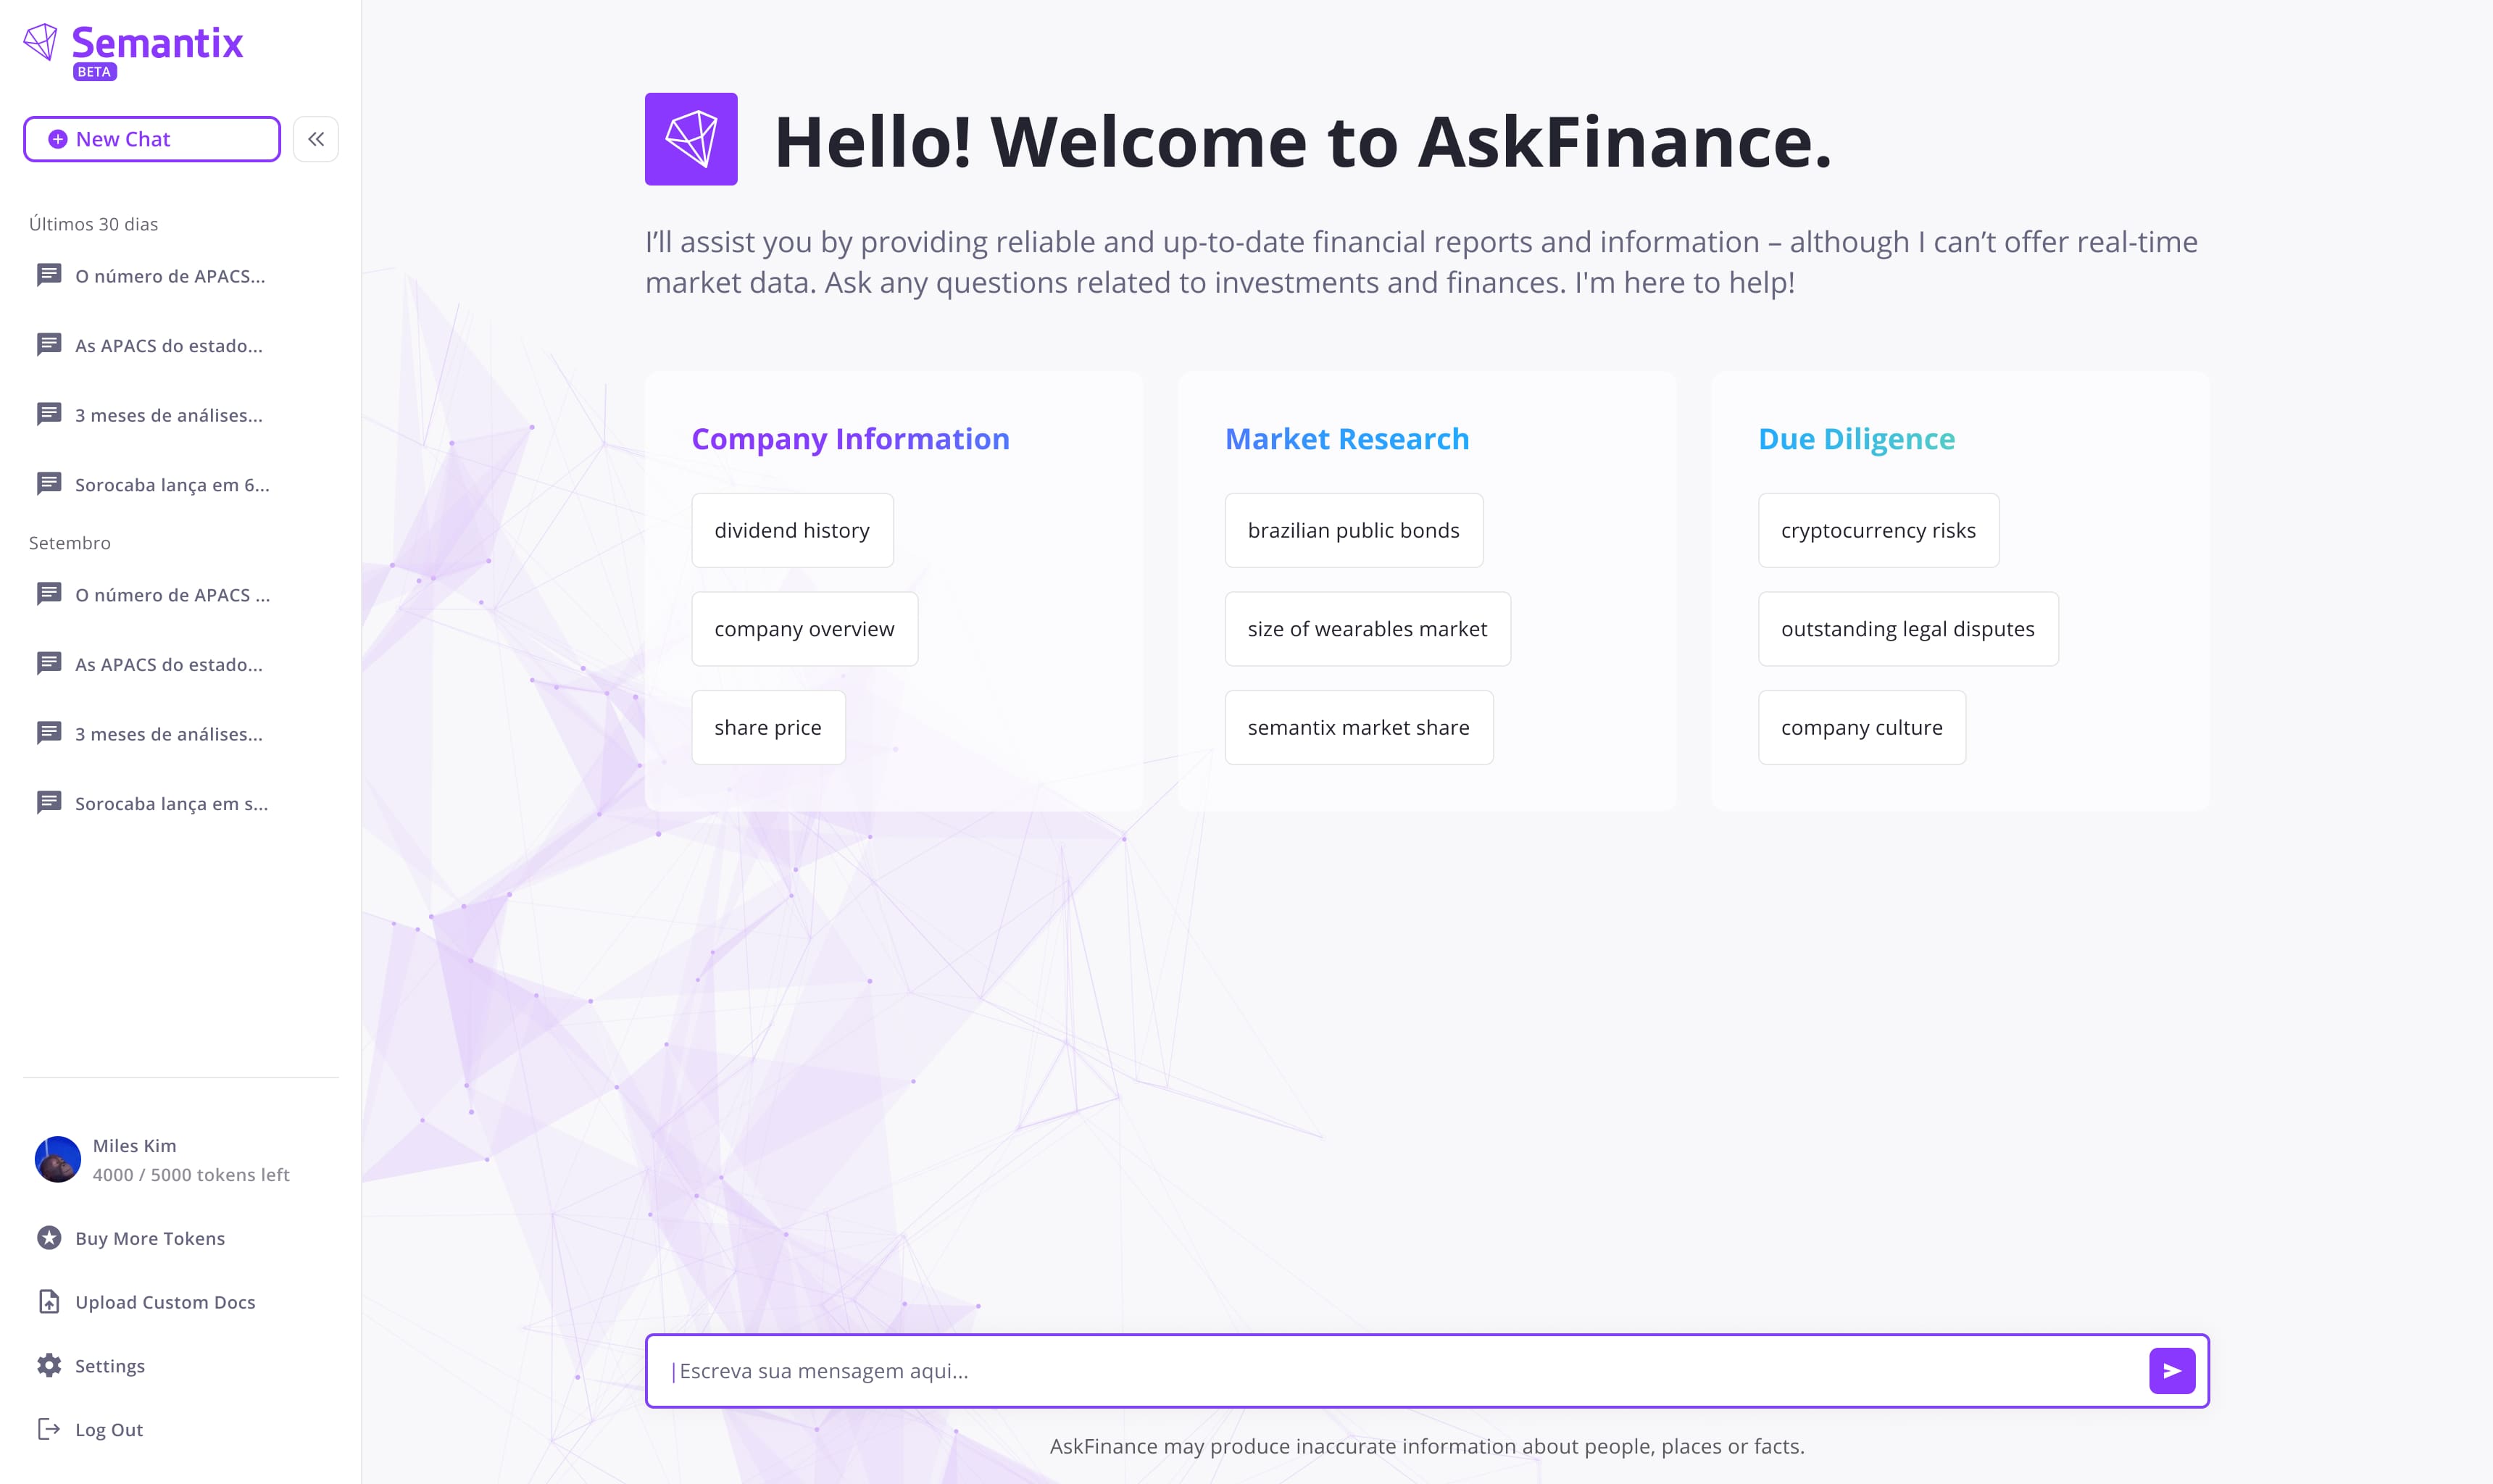 Semantix
BETA
New Chat
Últimos 30 dias
O número de APACS...
As APACS do estado...
3 meses de análises...
Sorocaba lança em 6...
Setembro
O número de APACS ...
As APACS do estado...
3 meses de análises...
Sorocaba lança em s...
Miles Kim
4000 / 5000 tokens left
Buy More Tokens
Upload Custom Docs
Settings
Log Out
Hello! Welcome to AskFinance.
I’ll assist you by providing reliable and up-to-date financial reports and information – although I can’t offer real-time
market data. Ask any questions related to investments and finances. I'm here to help!
Company Information
dividend history
company overview
share price
Market Research
brazilian public bonds
size of wearables market
semantix market share
Due Diligence
cryptocurrency risks
outstanding legal disputes
company culture
Escreva sua mensagem aqui...
AskFinance may produce inaccurate information about people, places or facts.